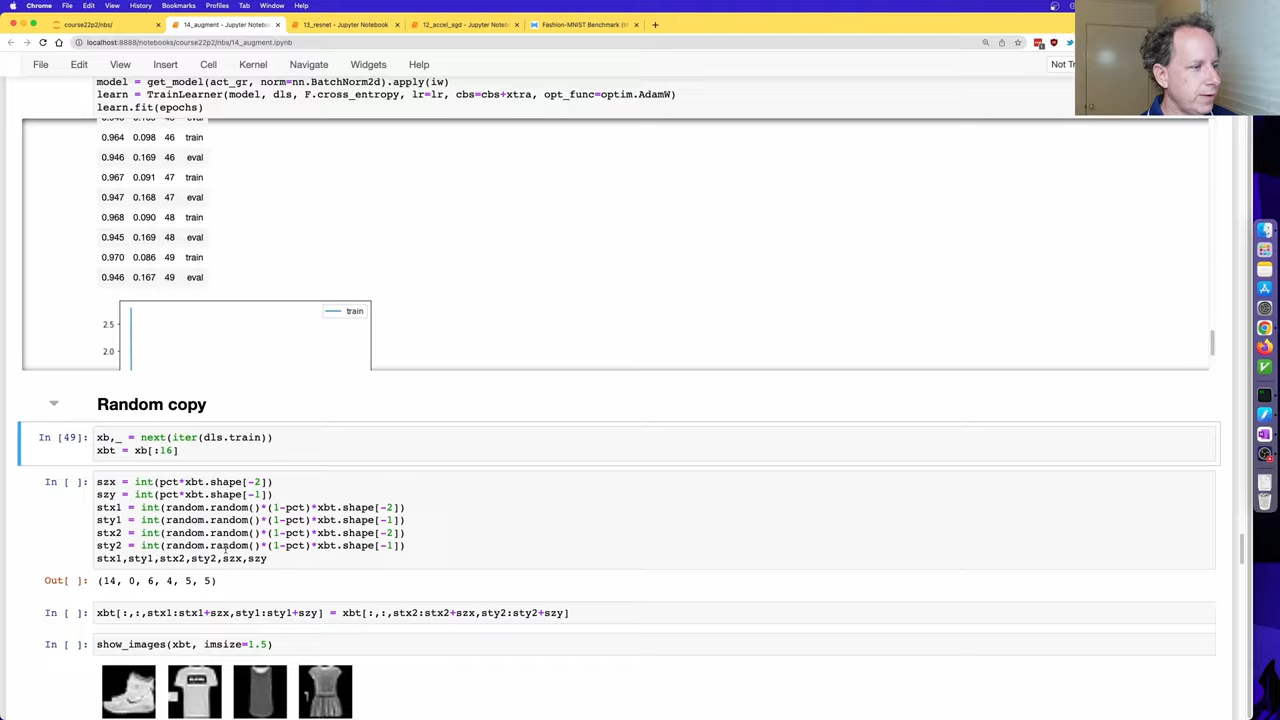 Chrome File Edit View History Bookmarks Profiles Tab Window Help
course22p2/nbs/ 14_augment - Jupyter Notebook 13_resnet - Jupyter Notebook 12_accel_sgd - Jupyter Noteb Fashion-MNIST Benchmark
localhost:8888/notebooks/course22p2/nbs/14_augment.ipynb
File Edit View Insert Cell Kernel Navigate Widgets Help Not
model = get_model(act_gr, norm=nn.BatchNorm2d).apply(iw)
learn = TrainLearner(model, dls, F.cross_entropy, lr=lr, cbs=cbs+xtra, opt_func=optim.AdamW)
learn.fit(epochs)
0.964 0.098 46 train
0.946 0.169 46 eval
0.967 0.091 47 train
0.947 0.168 47 eval
0.968 0.090 48 train
0.945 0.169 48 eval
0.970 0.086 49 train
0.946 0.167 49 eval
train
2.5
2.0
Random copy
In [49]: xb,_ = next(iter(dls.train))
xbt = xb[:16]
In [ ]: szx = int(pct*xbt.shape[-2])
szy = int(pct*xbt.shape[-1])
stx1 = int(random.random()*(1-pct)*xbt.shape[-2])
sty1 = int(random.random()*(1-pct)*xbt.shape[-1])
stx2 = int(random.random()*(1-pct)*xbt.shape[-2])
sty2 = int(random.random()*(1-pct)*xbt.shape[-1])
stx1,sty1,stx2,sty2,szx,szy
Out[ ]: (14, 0, 6, 4, 5, 5)
In [ ]: xbt[:,:,stx1:stx1+szx,sty1:sty1+szy] = xbt[:,:,stx2:stx2+szx,sty2:sty2+szy]
In [ ]: show_images(xbt, imsize=1.5)